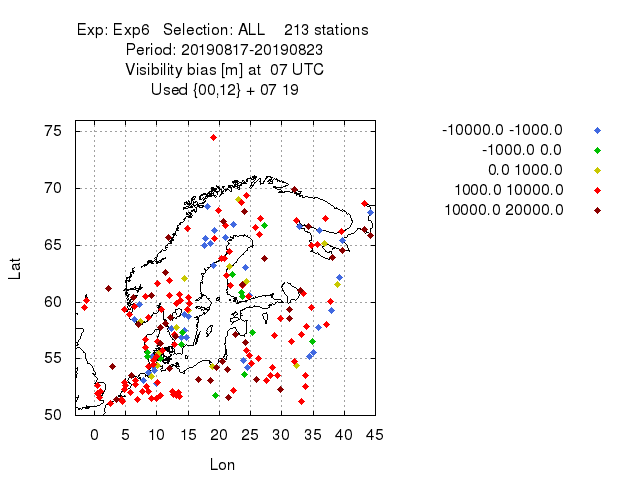 Exp: Exp6 Selection: ALL 213 stations
Period: 20190817-20190823
Visibility bias [m] at 07 UTC
Used {00,12} + 07 19
-10000.0 -1000.0
-1000.0 0.0
0.0 1000.0
1000.0 10000.0
10000.0 20000.0
75
70
65
60
55
50
Lat
0 5 10 15 20 25 30 35 40 45
Lon